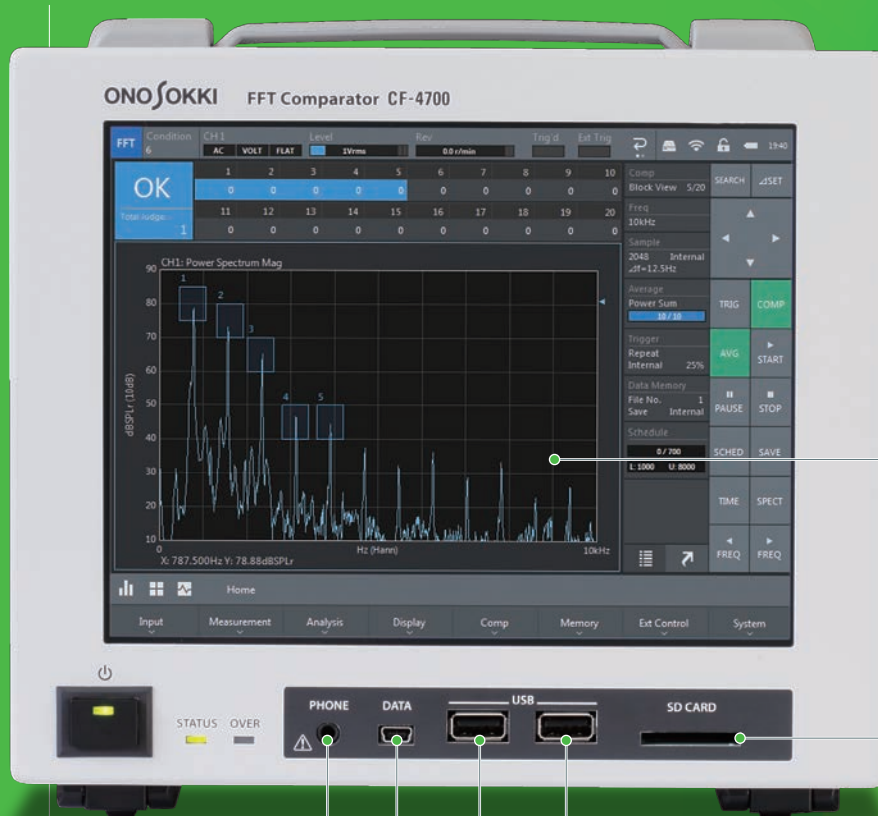 ONO SOKKI FFT Comparator CF-4700
FFT Condition 6 CH1 AC VOLT FLAT Level 1Vrms Rev 0.0 r/min Trig'd Ext Trig 19:40
OK
Total Judge 1
1 2 3 4 5 6 7 8 9 10
0 0 0 0 0 0 0 0 0 0
11 12 13 14 15 16 17 18 19 20
0 0 0 0 0 0 0 0 0 0
Comp
Block View 5/20
Freq
10kHz
Sample
2048 Internal
⊿f=12.5Hz
Average
Power Sum
10 / 10
Trigger
Repeat
Internal 25%
Data Memory
File No. 1
Save Internal
Schedule
0 / 700
L: 1000 U: 8000
SEARCH ⊿SET
TRIG COMP
AVG START
PAUSE STOP
SCHED SAVE
TIME SPECT
FREQ FREQ
CH1: Power Spectrum Mag
90
80
70
60
50
40
30
20
10
dBSPLr (10dB)
1
2
3
4
5
0 Hz (Hann) 10kHz
X: 787.500Hz Y: 78.88dBSPLr
Home
Input Measurement Analysis Display Comp Memory Ext Control System
STATUS OVER
PHONE DATA USB SD CARD